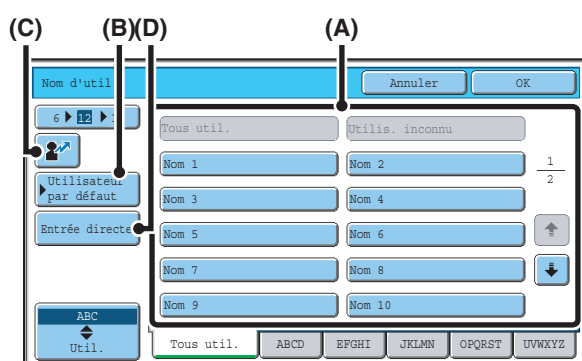 (C) (B)(D) (A)
Nom d'util
Annuler OK
6 12
Tous util. Utilis. inconnu
Nom 1 Nom 2
1
2
Utilisateur
par défaut
Nom 3 Nom 4
Entrée directe
Nom 5 Nom 6
Nom 7 Nom 8
Nom 9 Nom 10
ABC
Util.
Tous util. ABCD EFGHI JKLMN OPQRST UVWXYZ